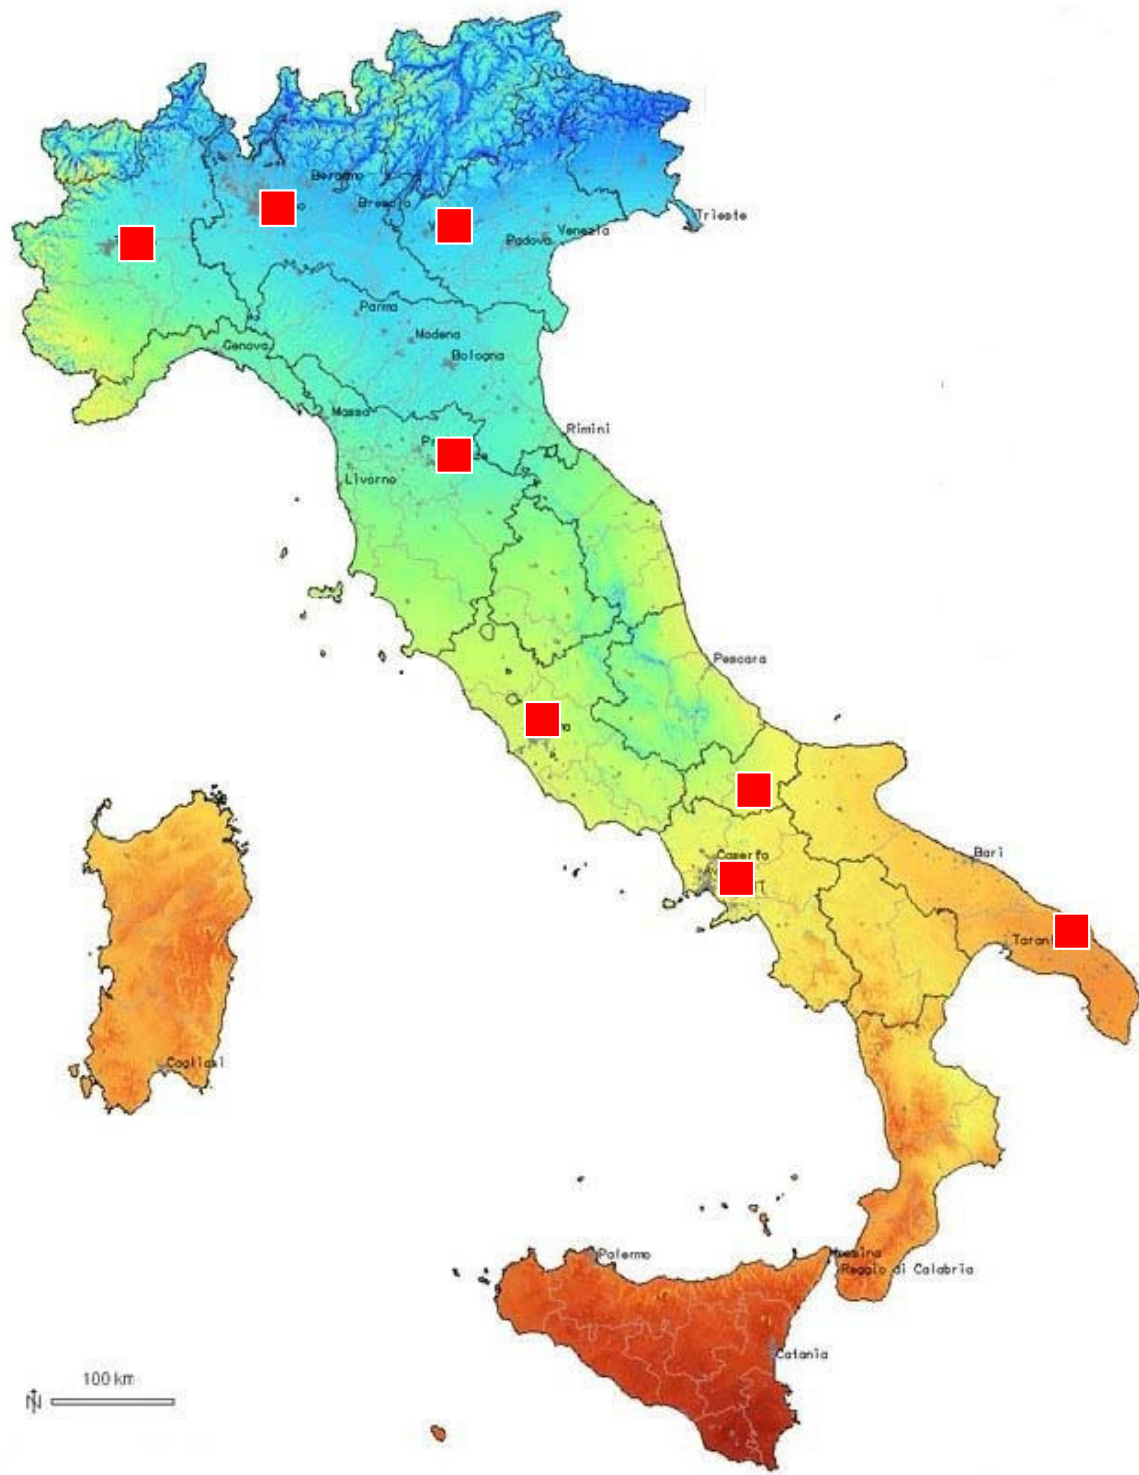 Bergamo
Brescia
Trieste
Venezia
Padova
Parma
Modena
Genova
Bologna
Massa
Rimini
Livorno
Pescara
Caserta
Bari
Cagliari
Palermo
Messina
Reggio di Calabria
Catania
100 km
N